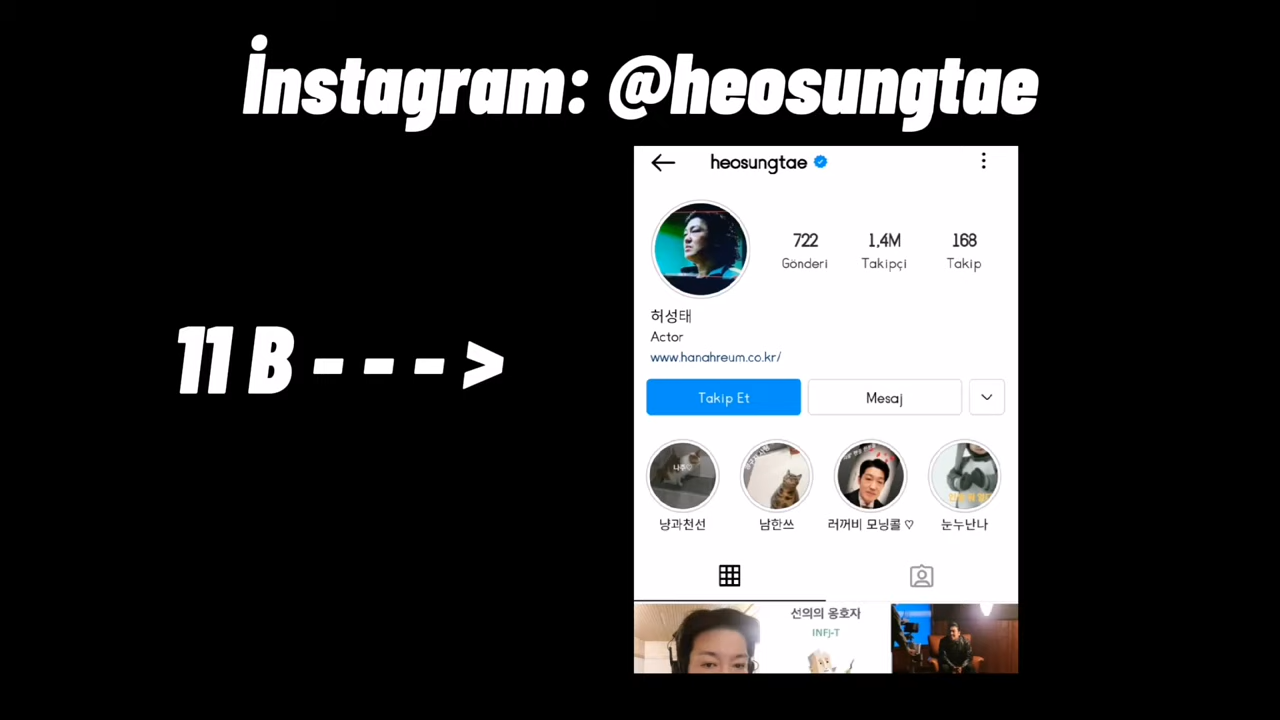 İnstagram: @heosungtae
11 B - - - >
heosungtae
722
1,4M
168
Gönderi
Takipçi
Takip
허성태
Actor
www.hanahreum.co.kr/
Takip Et
Mesaj
나주♡
냥과천선
남한쓰
러꺼비 모닝콜 ♡
눈누난나
선의의 옹호자
INFj-T